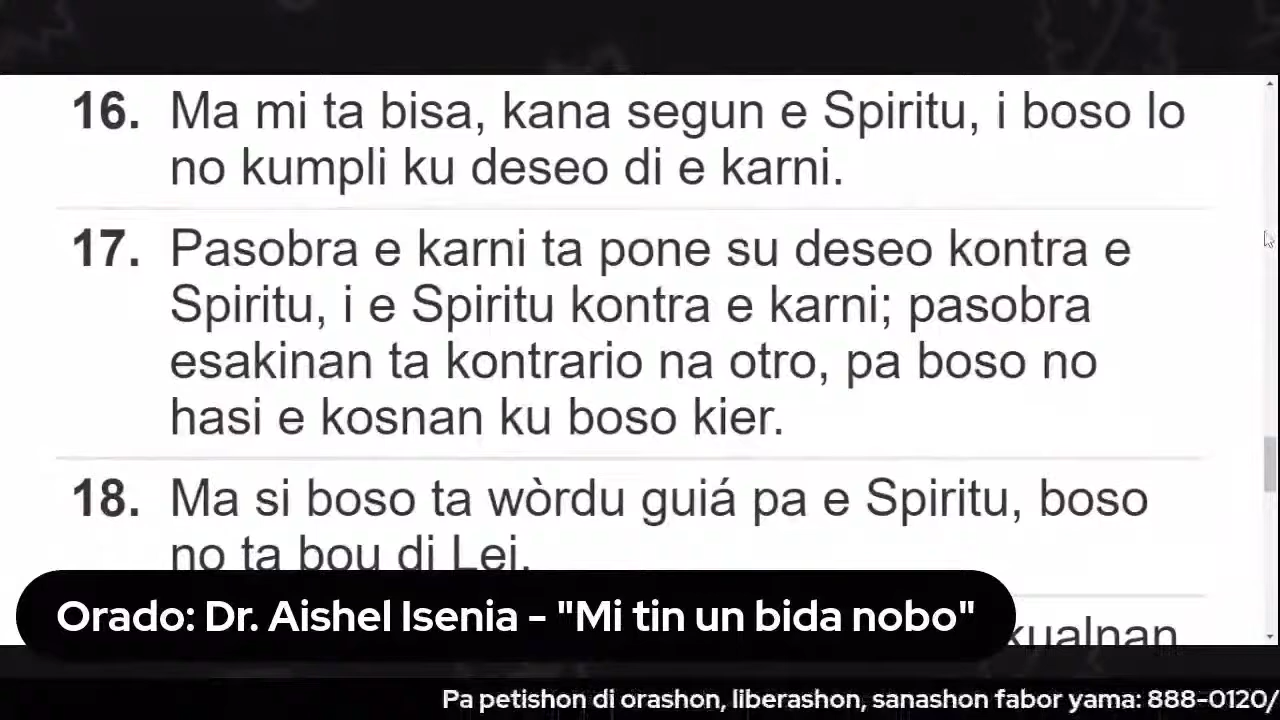 16. Ma mi ta bisa, kana segun e Spiritu, i boso lo
no kumpli ku deseo di e karni.
17. Pasobra e karni ta pone su deseo kontra e
Spiritu, i e Spiritu kontra e karni; pasobra
esakinan ta kontrario na otro, pa boso no
hasi e kosnan ku boso kier.
18. Ma si boso ta wòrdu guiá pa e Spiritu, boso
no ta bou di Lei.
kualnan
Orado: Dr. Aishel Isenia - "Mi tin un bida nobo"
Pa petishon di orashon, liberashon, sanashon fabor yama: 888-0120/